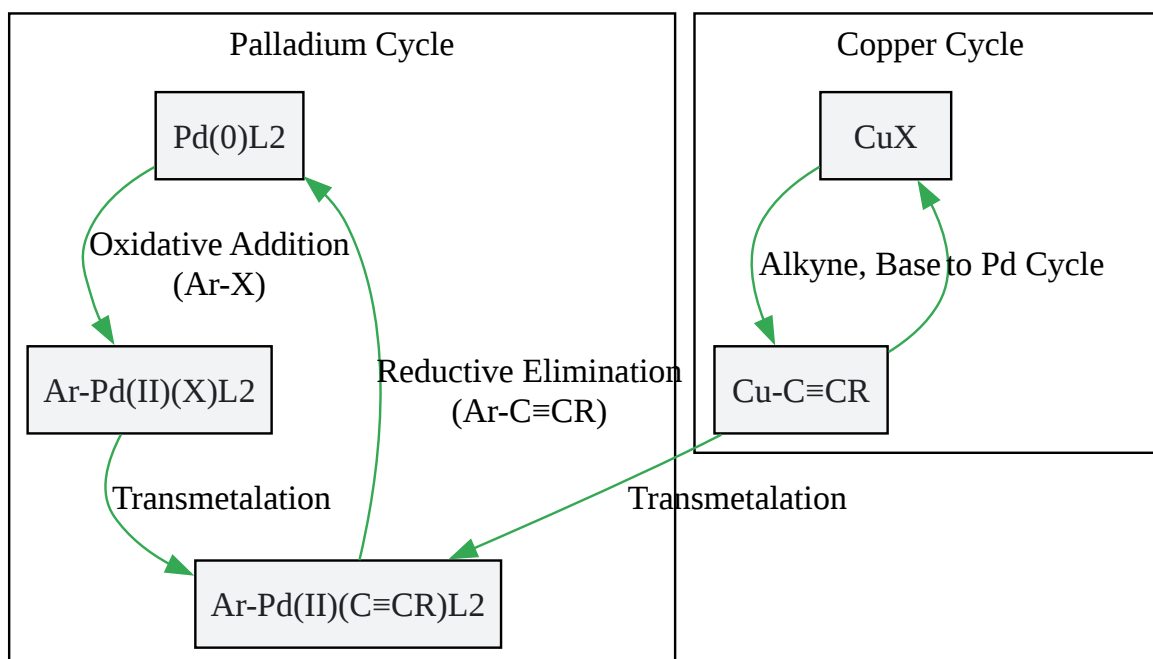 Palladium Cycle
Pd(0)L2
Oxidative Addition
(Ar-X)
Ar-Pd(II)(X)L2
Reductive Elimination
(Ar-C≡CR)
Transmetalation
Ar-Pd(II)(C≡CR)L2
Copper Cycle
CuX
Alkyne, Base
to Pd Cycle
Cu-C≡CR
Transmetalation